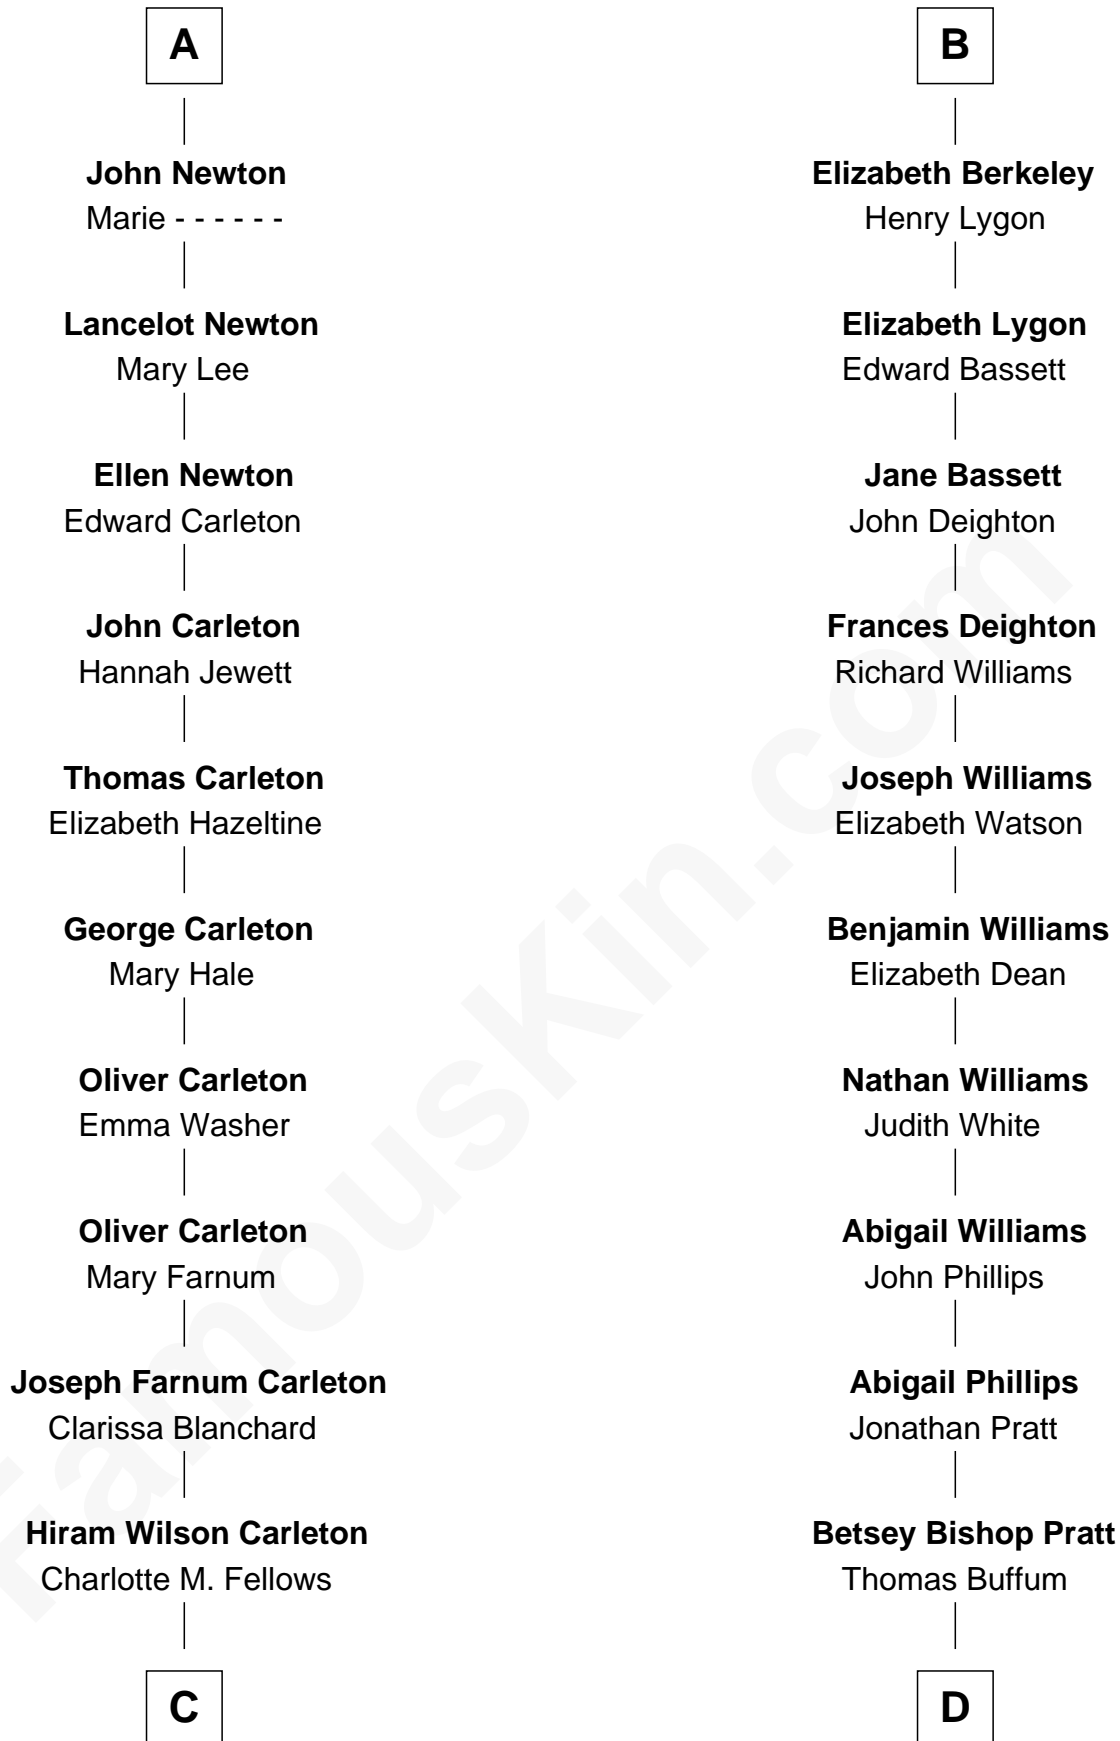 A
John Newton
Marie - - - - - -
Lancelot Newton
Mary Lee
Ellen Newton
Edward Carleton
John Carleton
Hannah Jewett
Thomas Carleton
Elizabeth Hazeltine
George Carleton
Mary Hale
Oliver Carleton
Emma Washer
Oliver Carleton
Mary Farnum
Joseph Farnum Carleton
Clarissa Blanchard
Hiram Wilson Carleton
Charlotte M. Fellows
C
B
Elizabeth Berkeley
Henry Lygon
Elizabeth Lygon
Edward Bassett
Jane Bassett
John Deighton
Frances Deighton
Richard Williams
Joseph Williams
Elizabeth Watson
Benjamin Williams
Elizabeth Dean
Nathan Williams
Judith White
Abigail Williams
John Phillips
Abigail Phillips
Jonathan Pratt
Betsey Bishop Pratt
Thomas Buffum
D
FamousKin.com